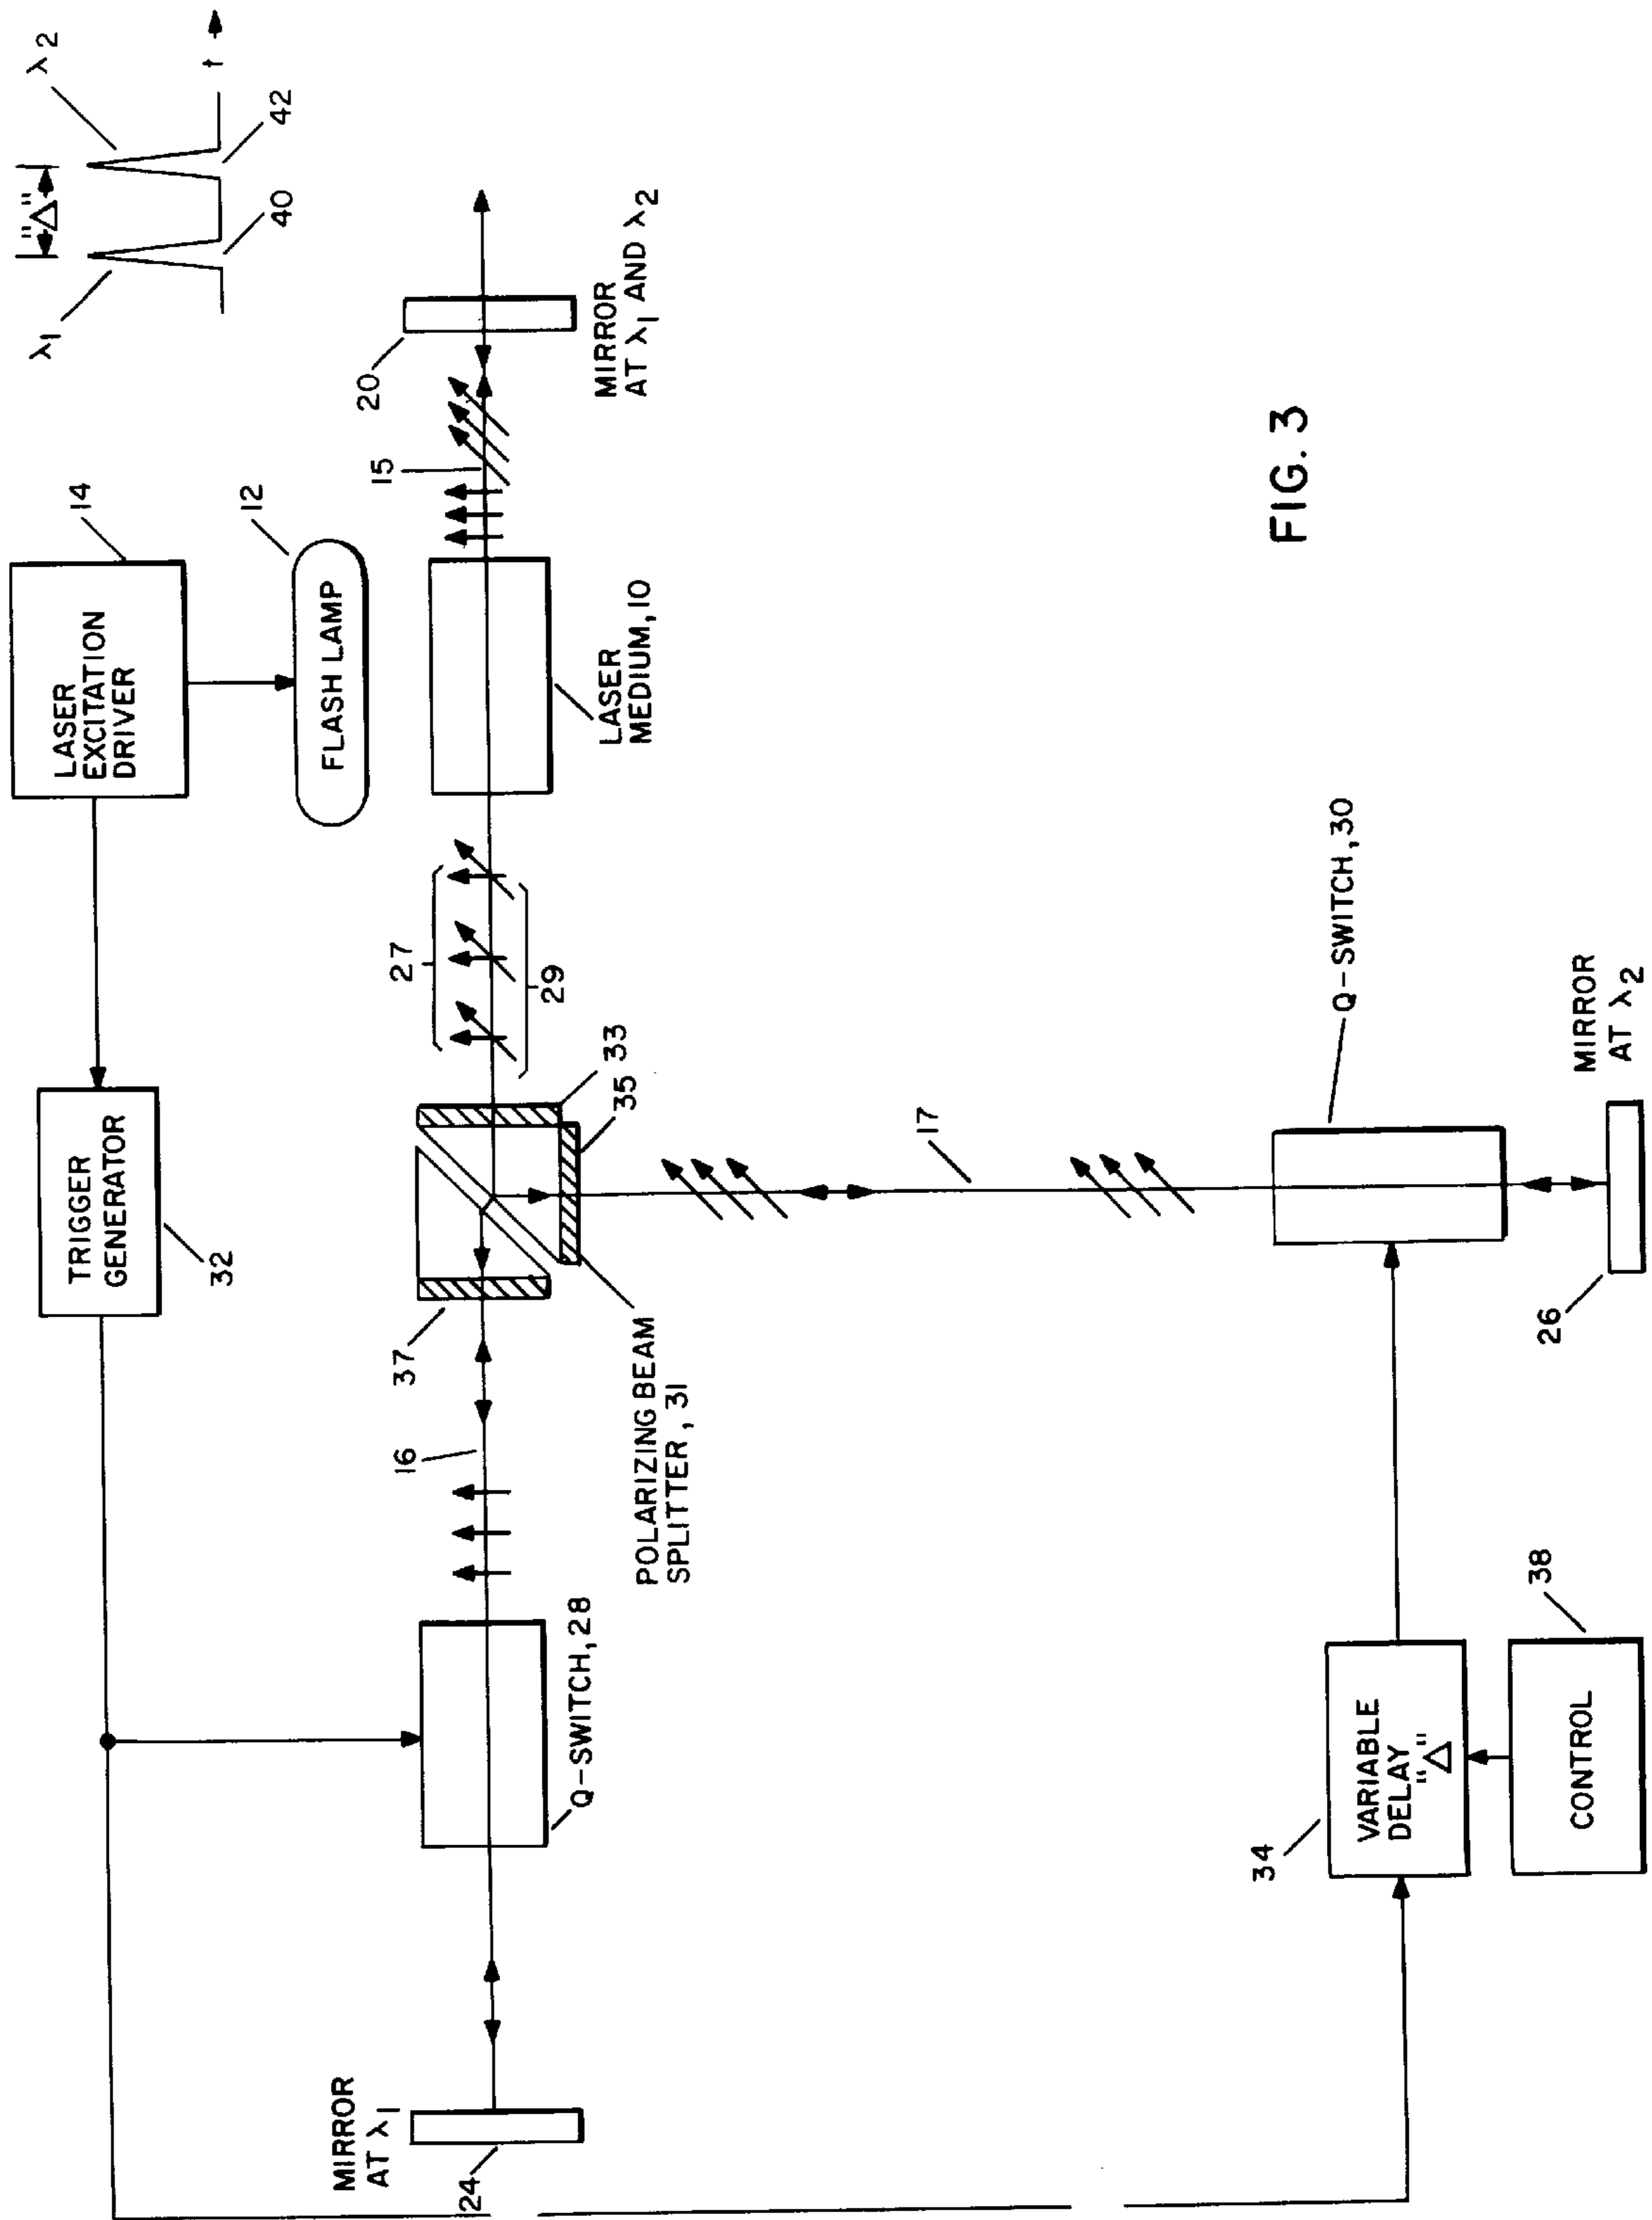 λ1
"Δ"
λ2
t
40
42
LASER
EXCITATION
DRIVER
14
FLASH LAMP
12
TRIGGER
GENERATOR
32
MIRROR
AT λ1
24
Q-SWITCH,28
16
37
POLARIZING BEAM
SPLITTER, 31
33
35
27
29
LASER
MEDIUM,10
15
20
MIRROR
AT λ1 AND λ2
17
Q-SWITCH,30
MIRROR
AT λ2
26
34
VARIABLE
DELAY
"Δ"
CONTROL
38
FIG. 3